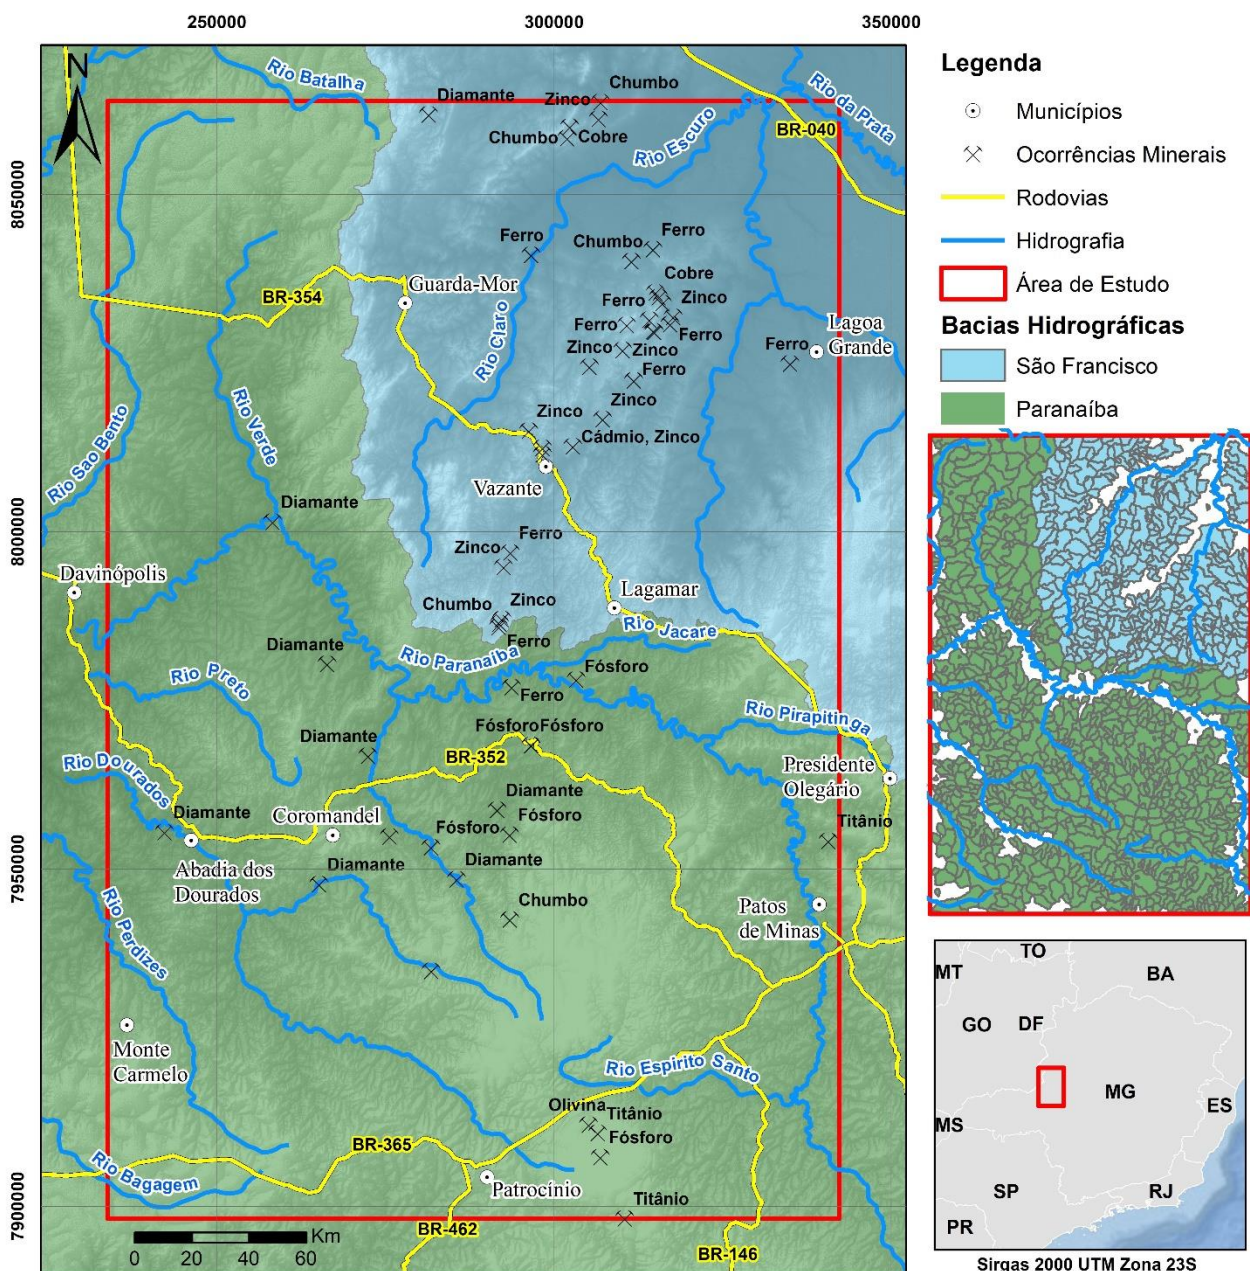 250000
300000
350000
N
Rio Batalha
Diamante
Chumbo
Zinco
Chumbo
Cobre
Rio da Prata
BR-040
Rio Escuro
8050000
Ferro
Chumbo
Ferro
Guarda-Mor
BR-354
Cobre
Ferro
Zinco
Ferro
Ferro
Lagoa
Grande
Ferro
Zinco
Zinco
Ferro
Rio Claro
Zinco
Zinco
Cádmio, Zinco
Rio Verde
Rio Sao Bento
Vazante
Diamante
8000000
Ferro
Zinco
Davinópolis
Lagamar
Chumbo
Zinco
Ferro
Rio Jacare
Rio Paranaíba
Diamante
Rio Preto
Fósforo
Ferro
Rio Pirapitinga
FósforoFósforo
Diamante
BR-352
Rio Dourados
Presidente
Olegário
Diamante
Fósforo
Coromandel
Diamante
Fósforo
Titânio
Abadia dos
Dourados
Diamante
Diamante
7950000
Chumbo
Patos
de Minas
Rio Perdizes
Monte
Carmelo
Rio Espírito Santo
Olivina
Titânio
Fósforo
BR-365
Rio Bagagem
Patrocínio
Titânio
7900000
BR-462
BR-146
0 20 40 60
Km
Legenda
Municípios
Ocorrências Minerais
Rodovias
Hidrografia
Área de Estudo
Bacias Hidrográficas
São Francisco
Paranaíba
TO
MT
BA
GO
DF
MG
ES
MS
SP
RJ
PR
Sirgas 2000 UTM Zona 23S